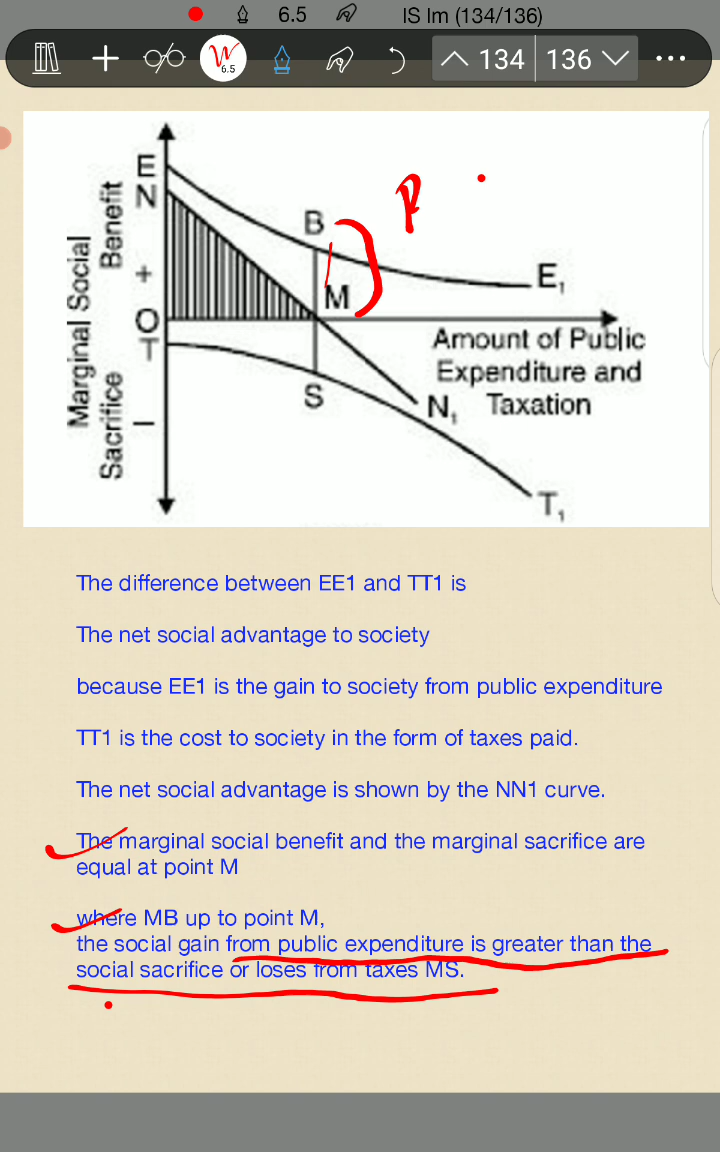 6.5 IS lm (134/136)
6.5 134 136
E
N
B
Benefit
+
M
E1
O
Marginal Social
T
Amount of Public
Expenditure and
Taxation
Sacrifice
S
N1
–
T1
The difference between EE1 and TT1 is
The net social advantage to society
because EE1 is the gain to society from public expenditure
TT1 is the cost to society in the form of taxes paid.
The net social advantage is shown by the NN1 curve.
The marginal social benefit and the marginal sacrifice are
equal at point M
where MB up to point M,
the social gain from public expenditure is greater than the
social sacrifice or loses from taxes MS.